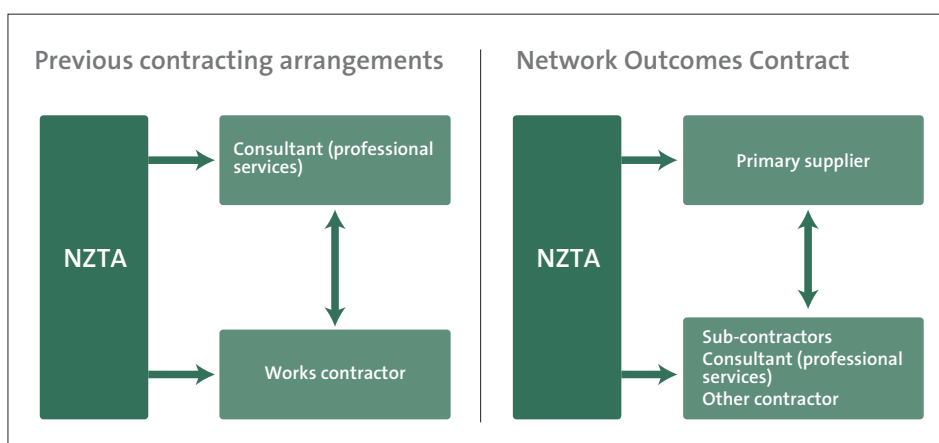 Previous contracting arrangements
NZTA
Consultant (professional
services)
Works contractor
Network Outcomes Contract
NZTA
Primary supplier
Sub-contractors
Consultant (professional
services)
Other contractor